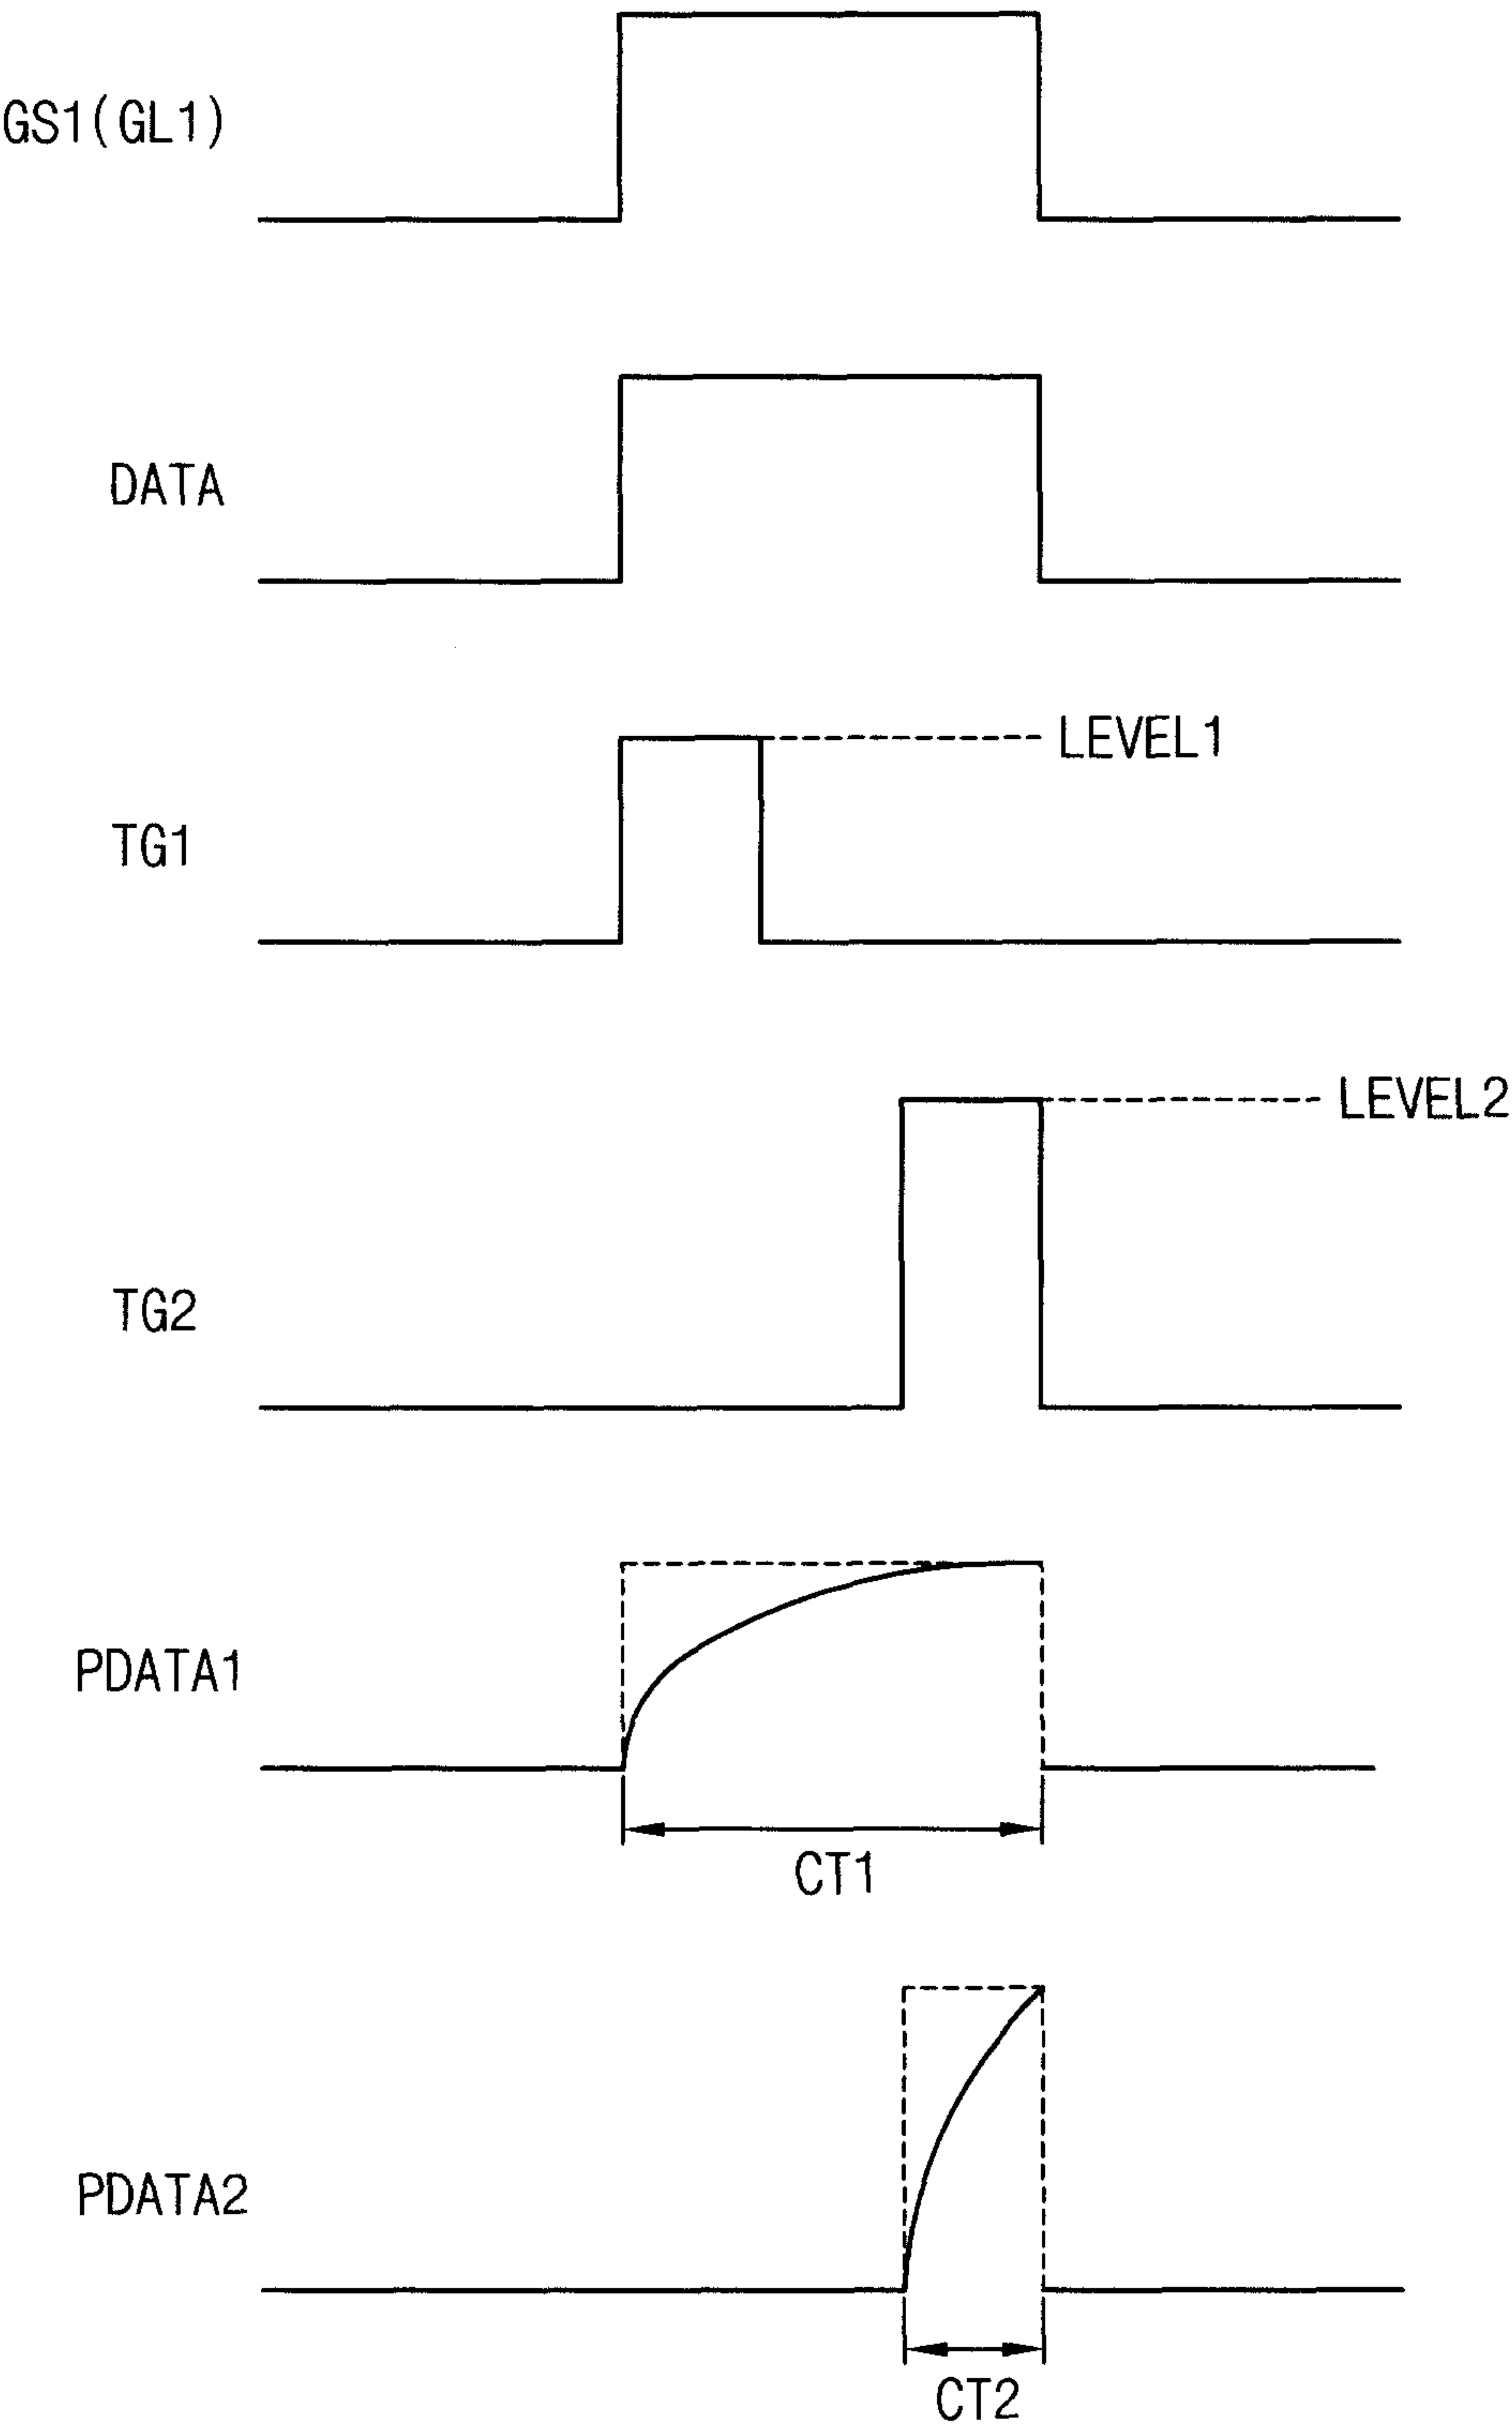 GS1(GL1)
DATA
LEVEL1
TG1
LEVEL2
TG2
PDATA1
CT1
PDATA2
CT2